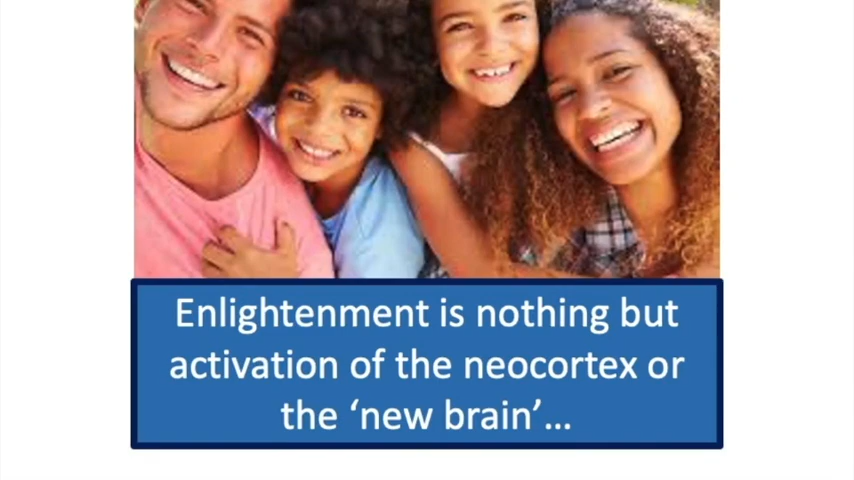 Enlightenment is nothing but
activation of the neocortex or
the ‘new brain’...